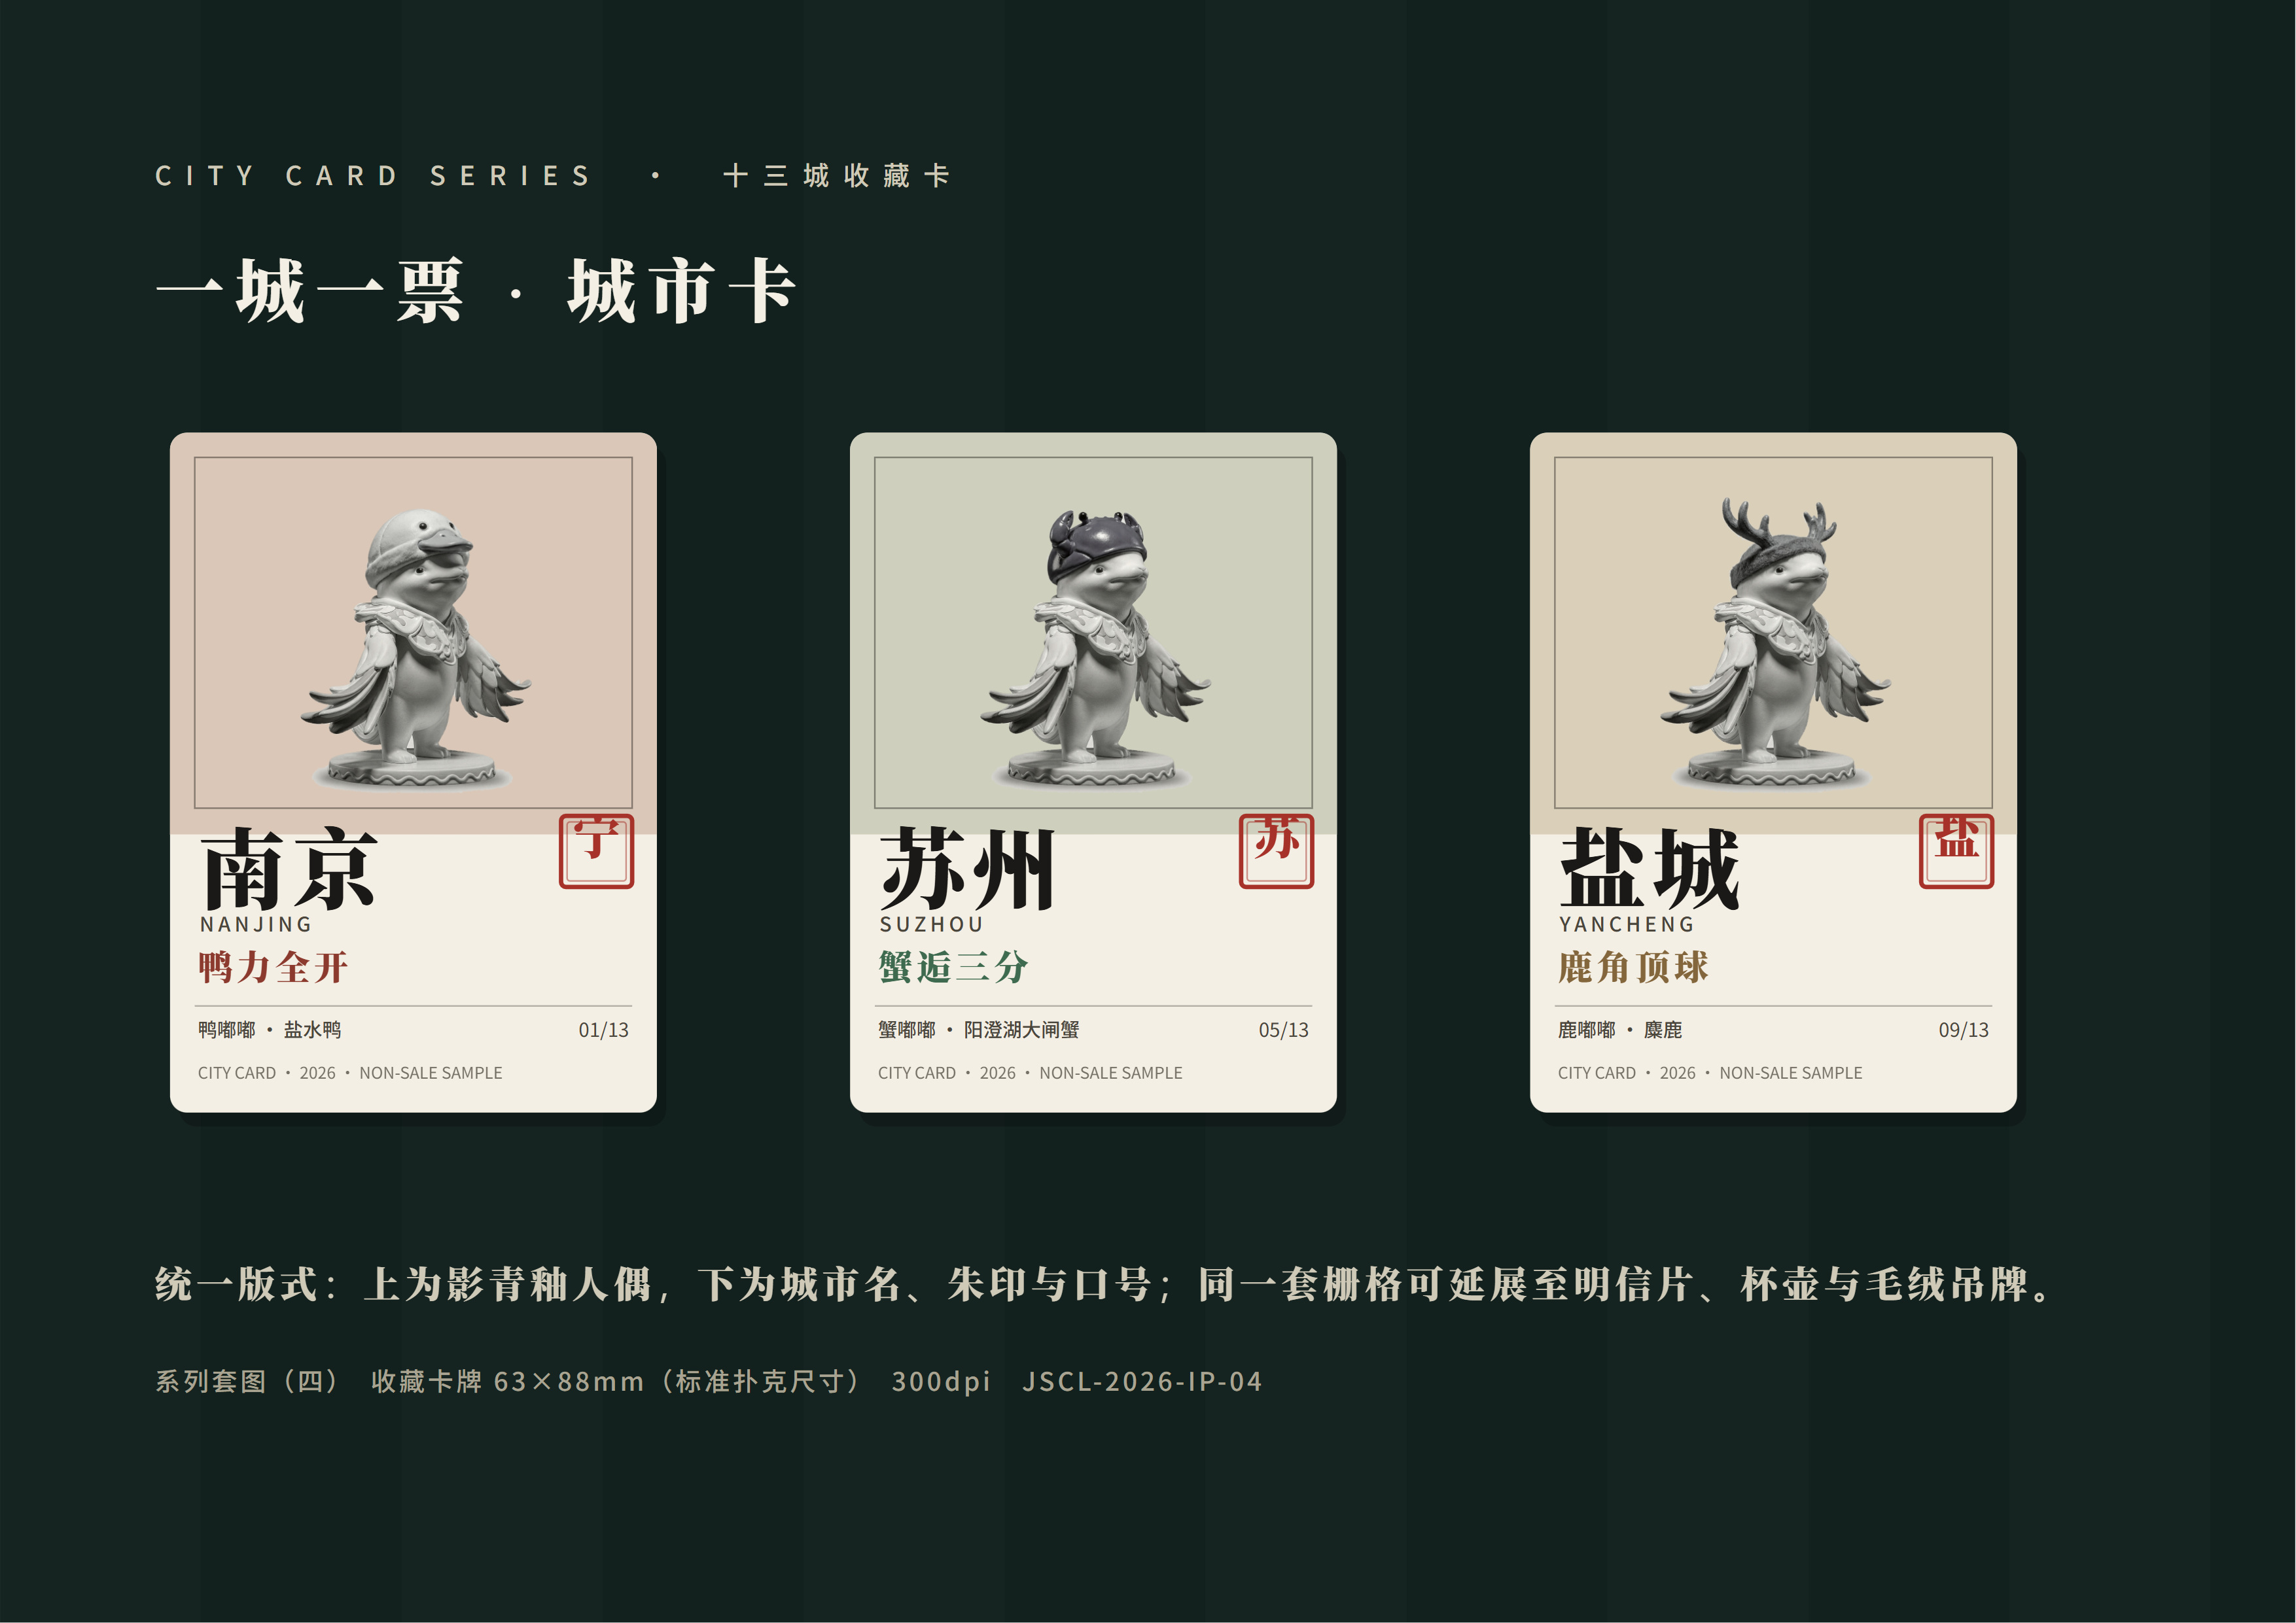 CITY CARD SERIES · 十三城收藏卡
一城一票 · 城市卡
南京
宁
NANJING
鸭力全开
鸭嘟嘟 · 盐水鸭 01/13
CITY CARD · 2026 · NON-SALE SAMPLE
苏州
苏
SUZHOU
蟹逅三分
蟹嘟嘟 · 阳澄湖大闸蟹 05/13
CITY CARD · 2026 · NON-SALE SAMPLE
盐城
盐
YANCHENG
鹿角顶球
鹿嘟嘟 · 麋鹿 09/13
CITY CARD · 2026 · NON-SALE SAMPLE
统一版式：上为影青釉人偶，下为城市名、朱印与口号；同一套栅格可延展至明信片、杯壶与毛绒吊牌。
系列套图（四） 收藏卡牌 63×88mm（标准扑克尺寸） 300dpi JSCL-2026-IP-04